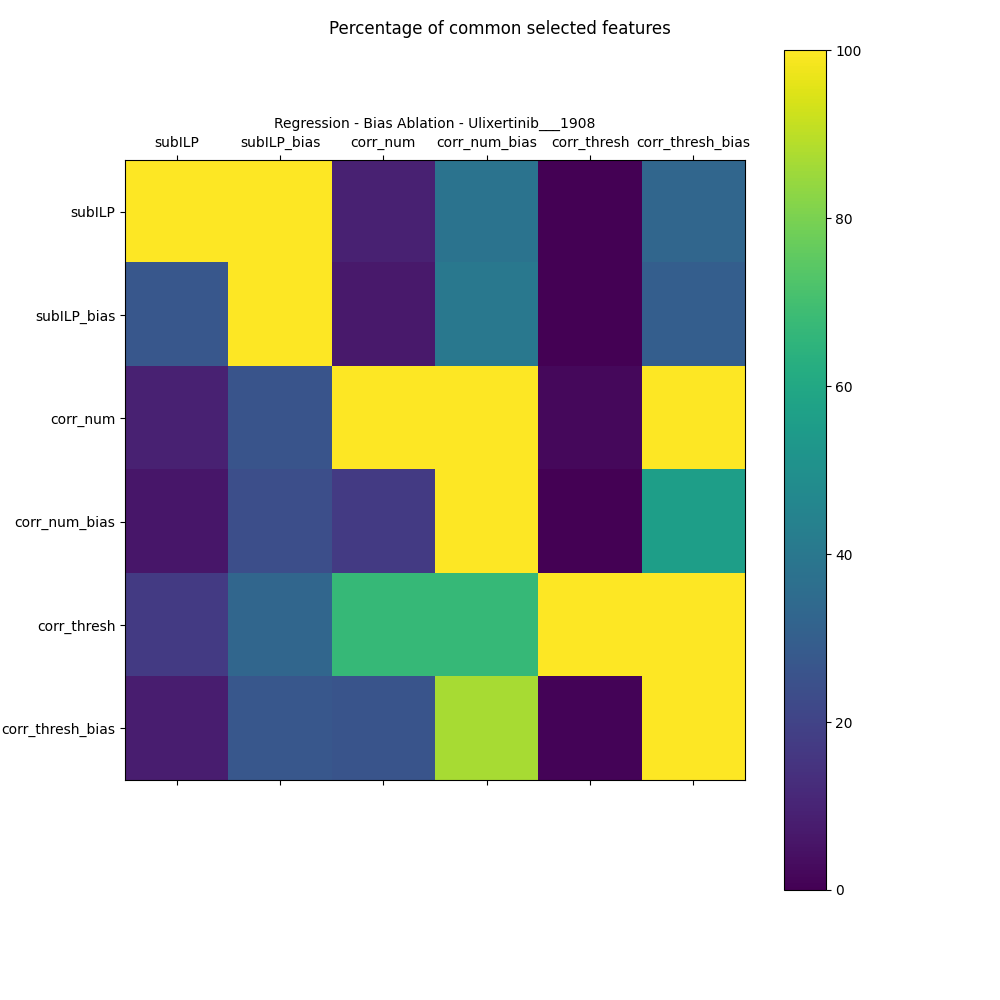 Percentage of common selected features
Regression - Bias Ablation - Ulixertinib___1908
subILP subILP_bias corr_num corr_num_bias corr_thresh corr_thresh_bias
subILP
subILP_bias
corr_num
corr_num_bias
corr_thresh
corr_thresh_bias
100
80
60
40
20
0